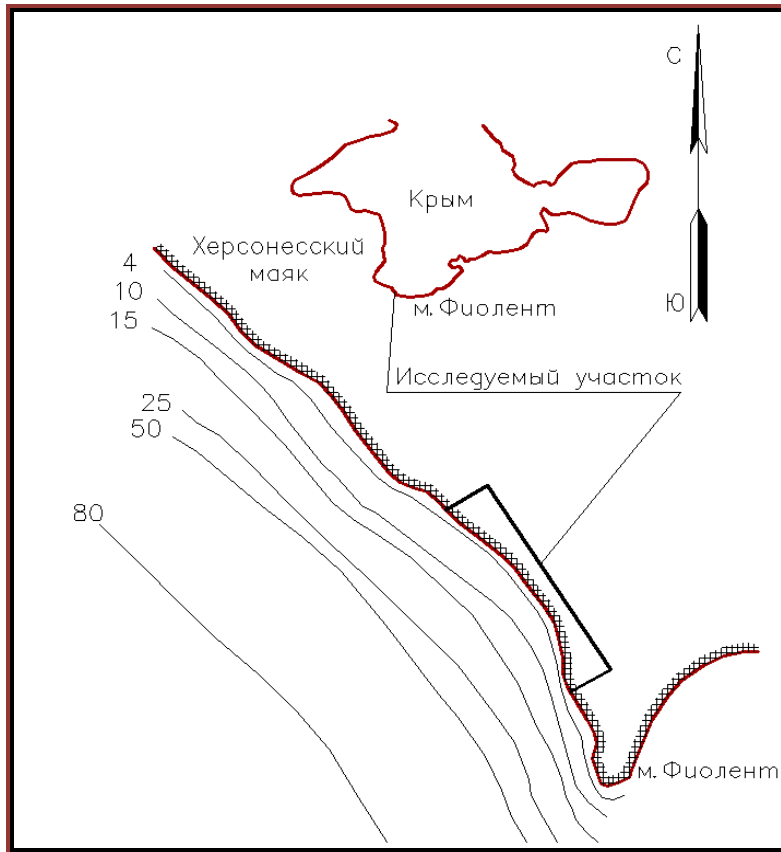 С
Крым
Херсонесский
маяк
4
10
15
м. Фиолент
Ю
Исследуемый участок
25
50
80
м. Фиолент